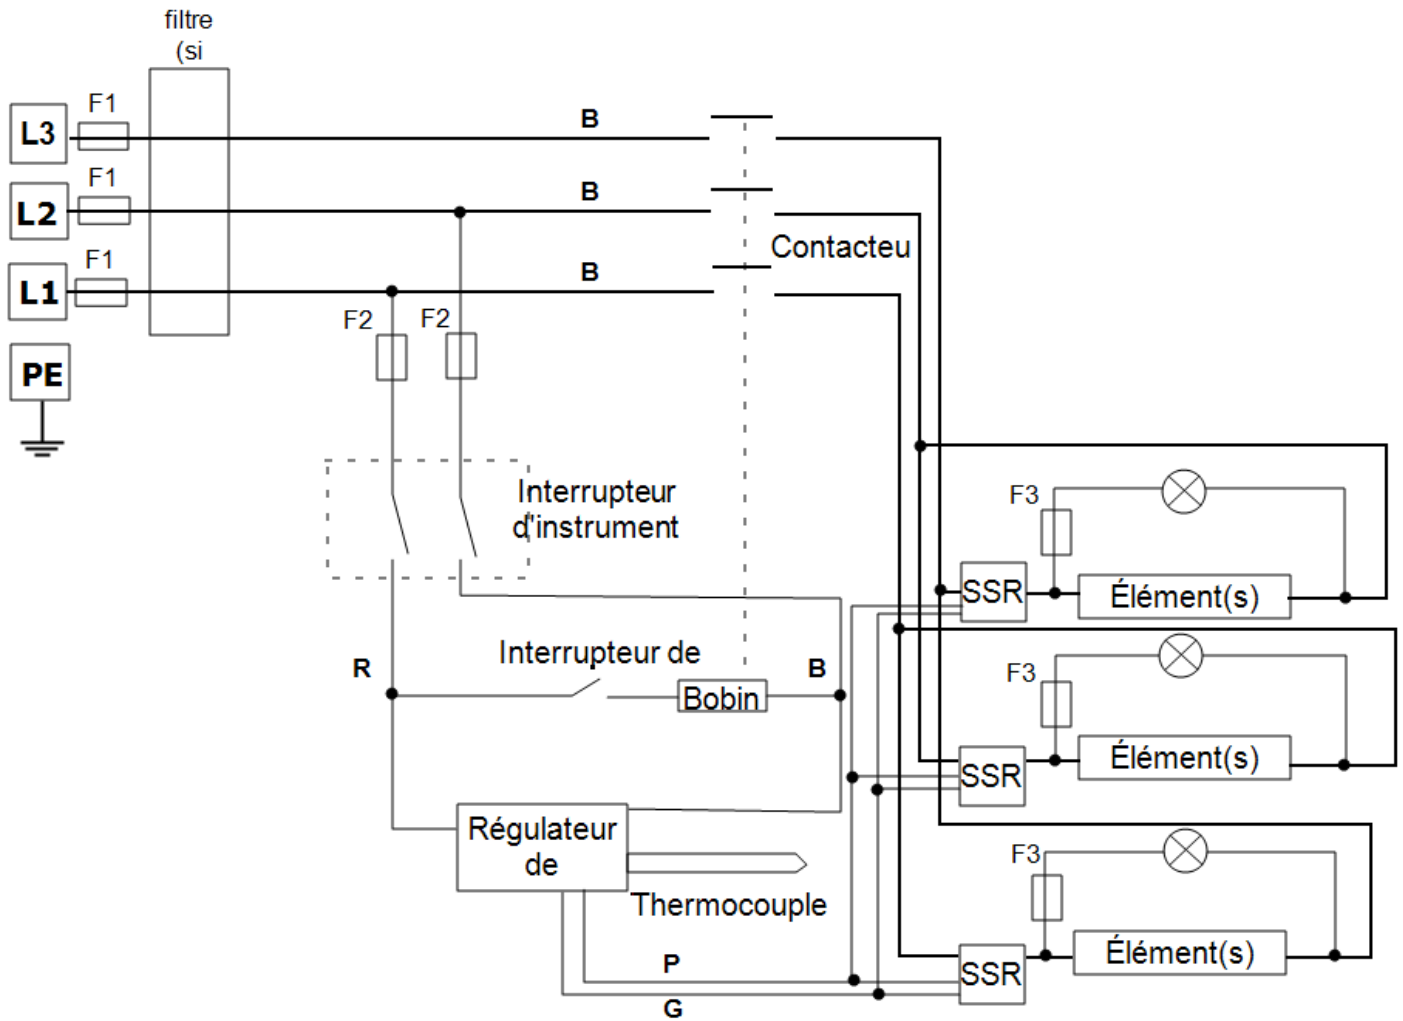 filtre
(si
F1
L3
B
F1
L2
B
Contacteu
F1
L1
B
F2
F2
PE
Interrupteur
d'instrument
F3
SSR
Élément(s)
Interrupteur de
R
B
Bobin
F3
SSR
Élément(s)
Régulateur
de
Thermocouple
F3
SSR
Élément(s)
P
G